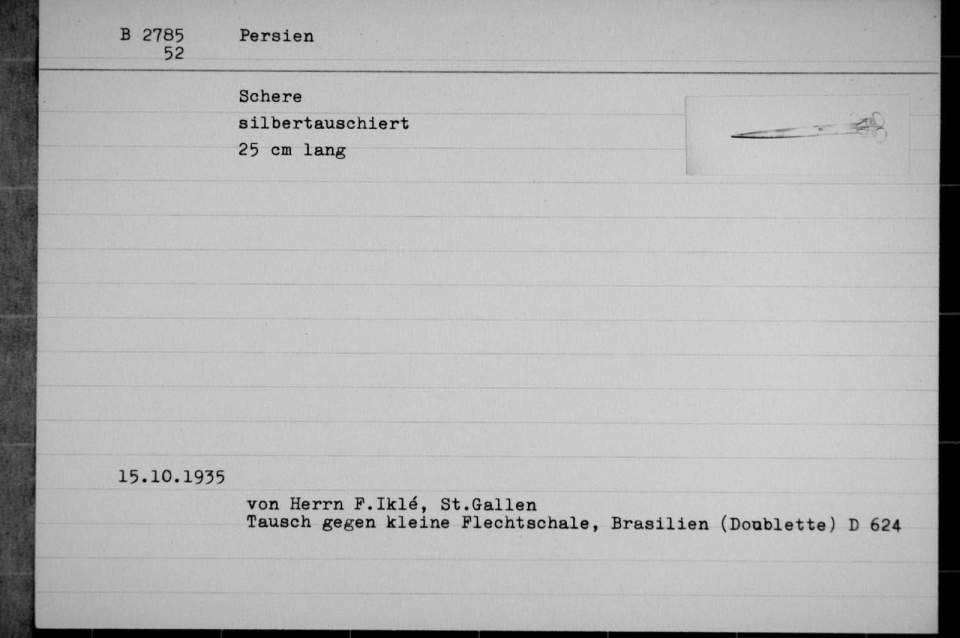 B 2785 Persien
52
Schere
silbertauschiert
25 cm lang
15.10.1935
von Herrn F.Iklé, St.Gallen
Tausch gegen kleine Flechtschale, Brasilien (Doublette) D 624